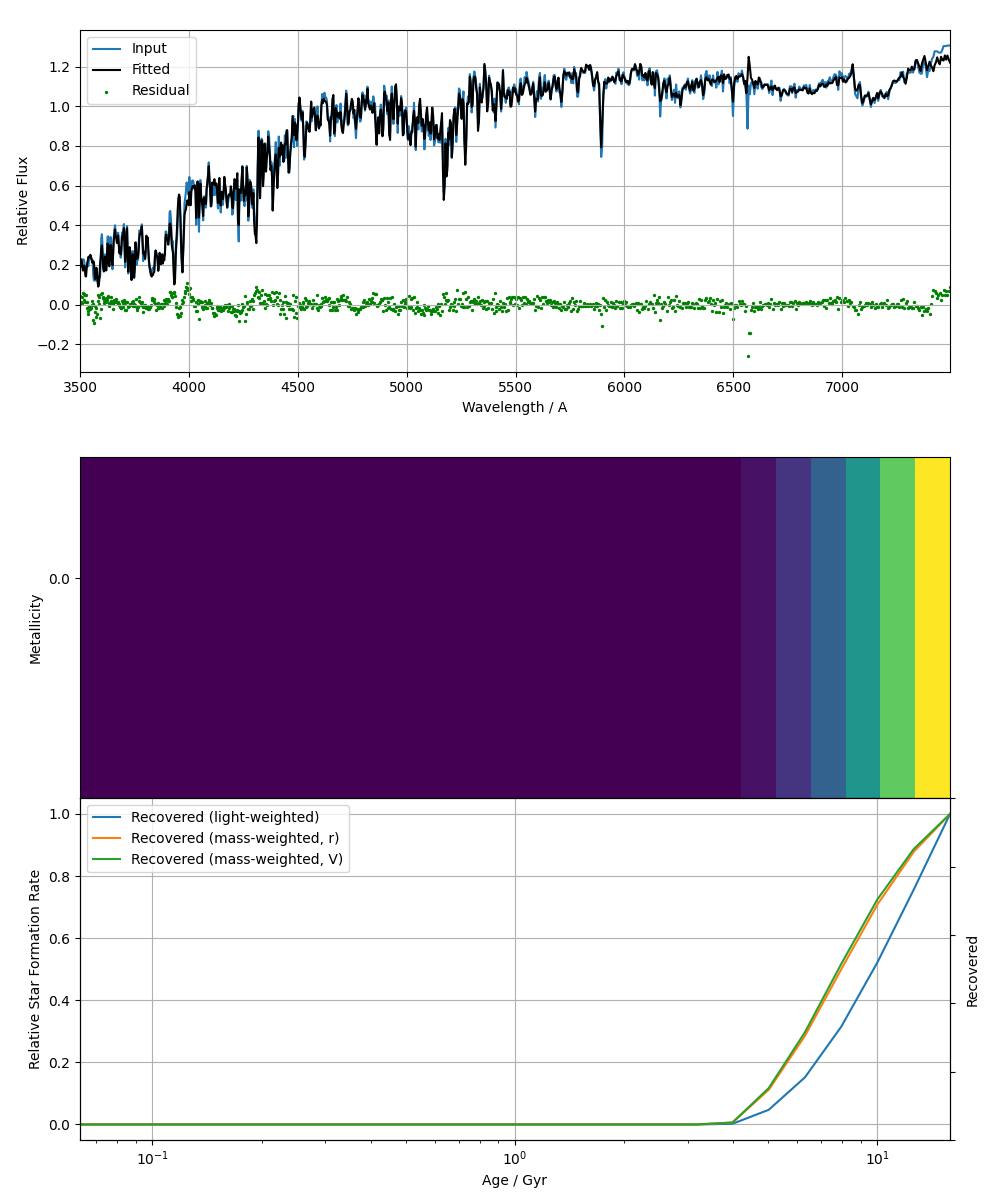 Input
Fitted
Residual
Relative Flux
1.2
1.0
0.8
0.6
0.4
0.2
0.0
−0.2
3500 4000 4500 5000 5500 6000 6500 7000
Wavelength / A
Metallicity
0.0
Recovered (light-weighted)
Recovered (mass-weighted, r)
Recovered (mass-weighted, V)
Relative Star Formation Rate
1.0
0.8
0.6
0.4
0.2
0.0
Recovered
10⁻¹ 10⁰ 10¹
Age / Gyr